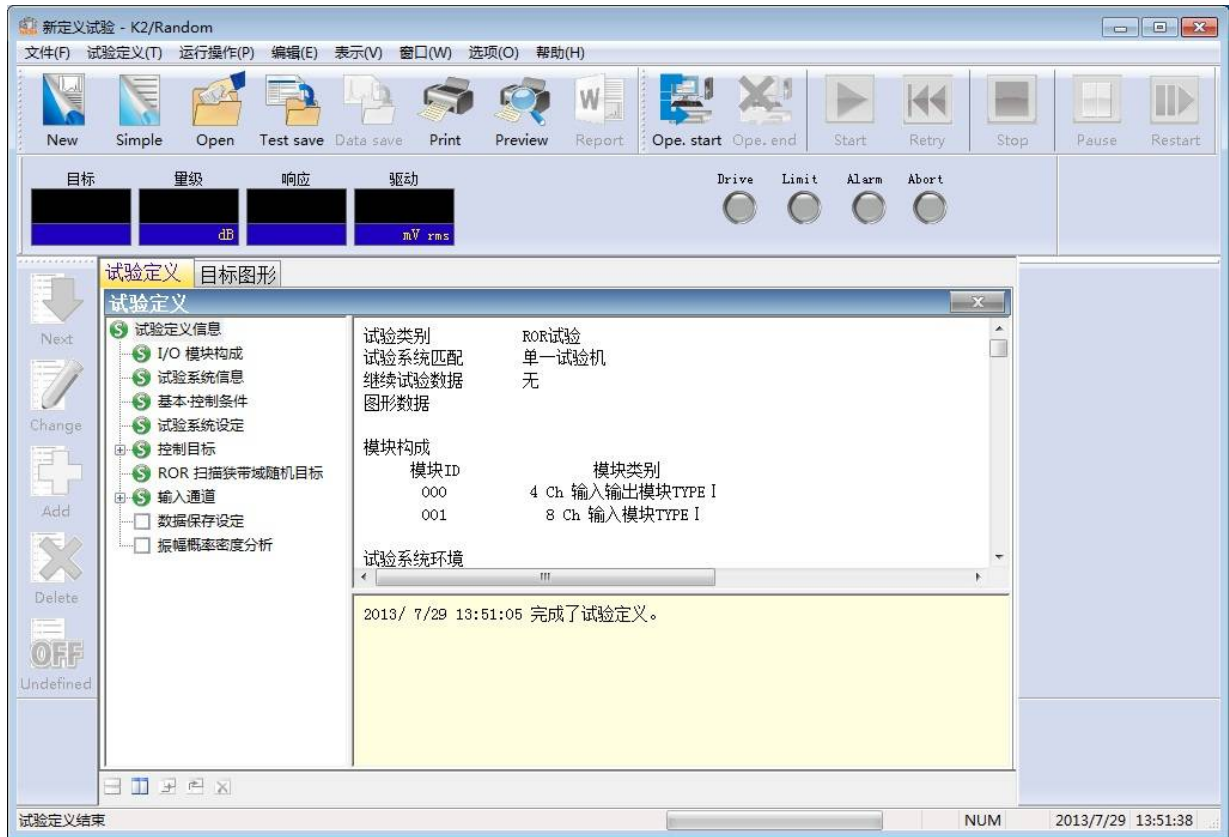 新定义试验 - K2/Random
文件(F) 试验定义(T) 运行操作(P) 编辑(E) 表示(V) 窗口(W) 选项(O) 帮助(H)
New Simple Open Test save Data save Print Preview Report Ope. start Ope. end Start Retry Stop Pause Restart
目标 量级 响应 驱动 Drive Limit Alarm Abort
dB mV rms
试验定义 目标图形
试验定义
Next
Change
Add
Delete
OFF
Undefined
试验定义信息
I/O 模块构成
试验系统信息
基本·控制条件
试验系统设定
控制目标
ROR 扫描狭带域随机目标
输入通道
数据保存设定
振幅概率密度分析
试验类别 ROR试验
试验系统匹配 单一试验机
继续试验数据 无
图形数据
模块构成
模块ID 模块类别
000 4 Ch 输入输出模块TYPEⅠ
001 8 Ch 输入模块TYPEⅠ
试验系统环境
2013/ 7/29 13:51:05 完成了试验定义。
试验定义结束 NUM 2013/7/29 13:51:38